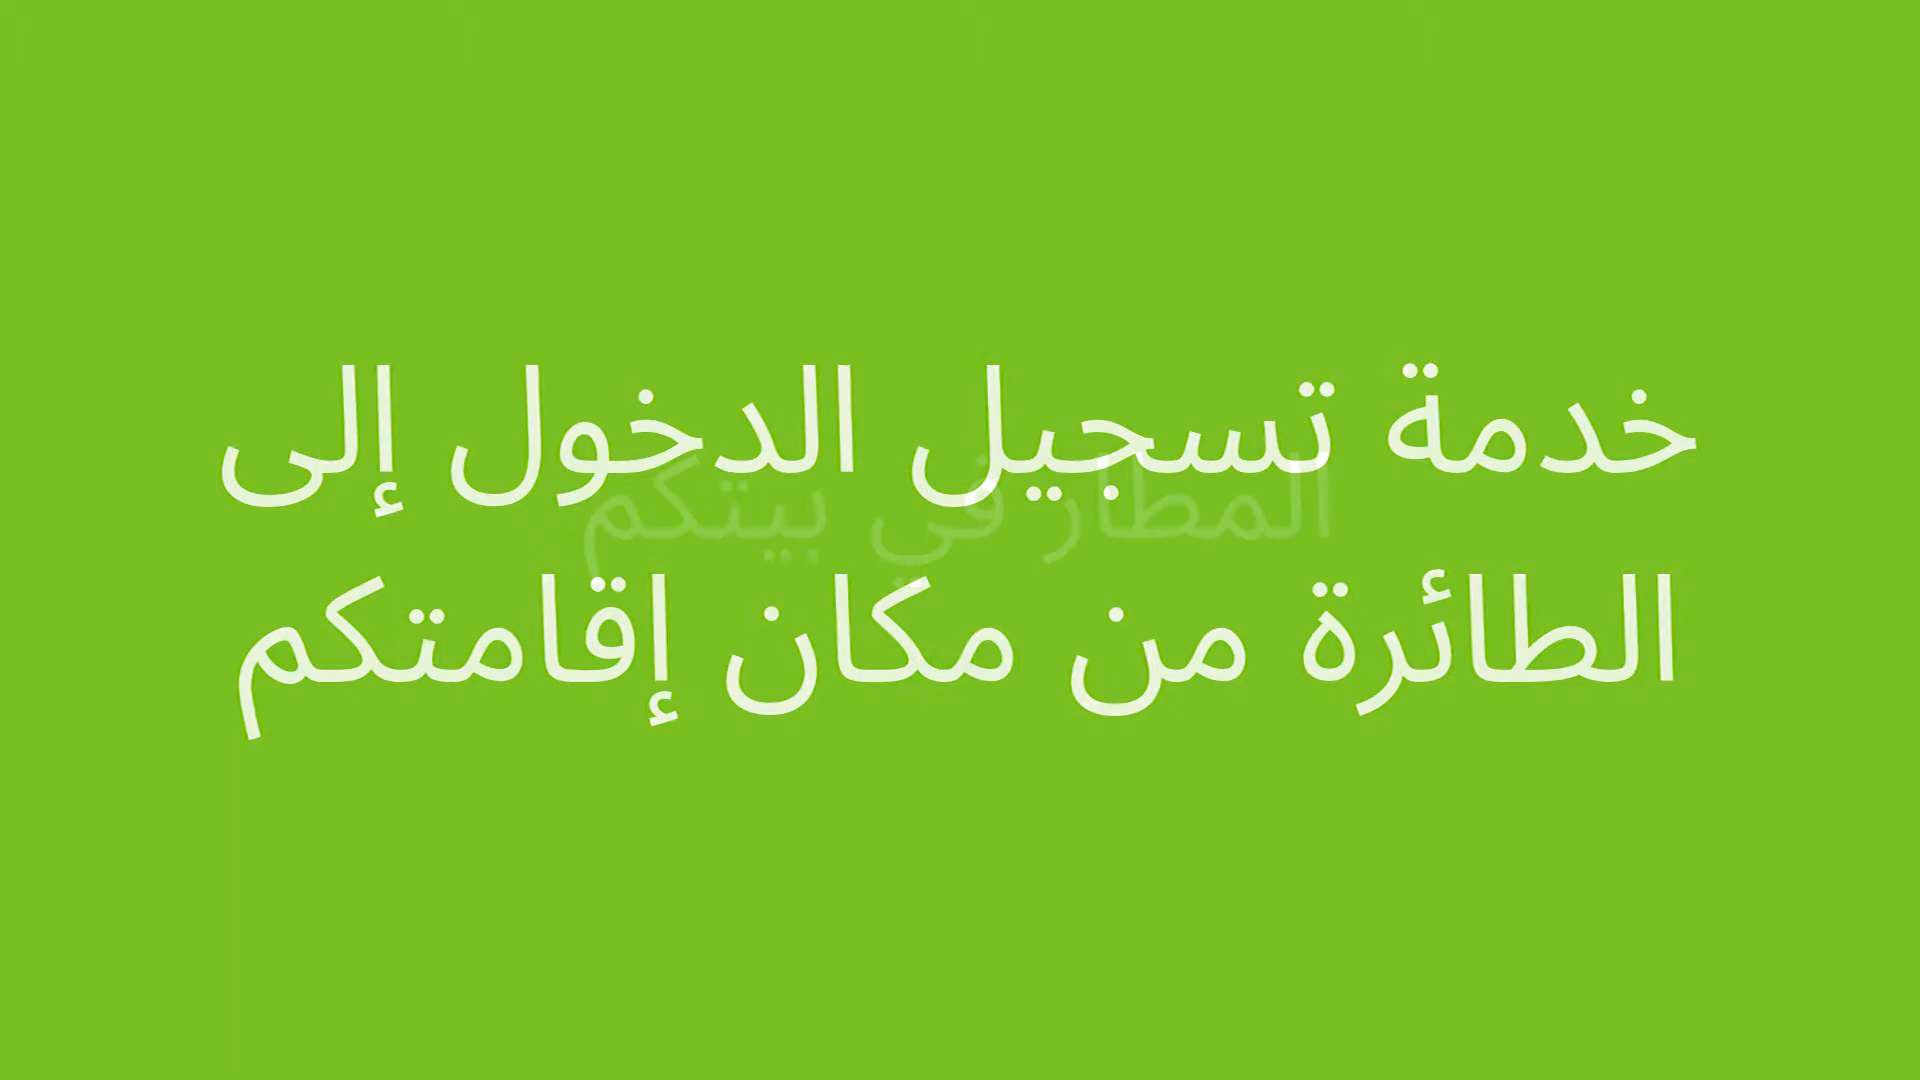 خدمة تسجيل الدخول إلى
المطار في بيتكم
الطائرة من مكان إقامتكم